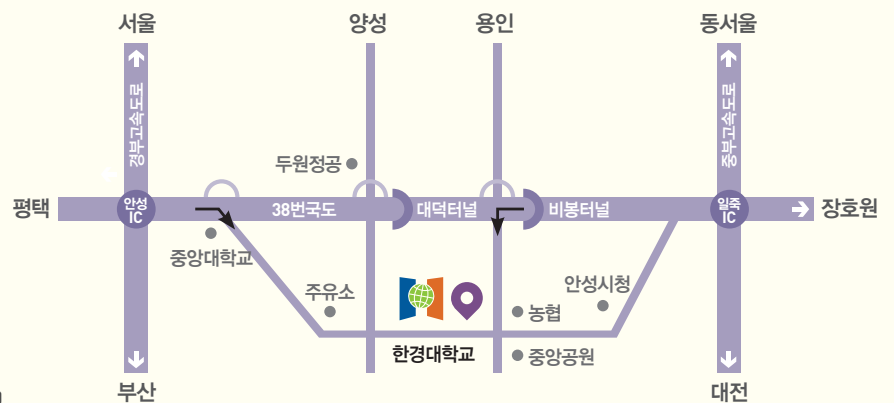 서울
양성
용인
동서울
경부고속도로
중부고속도로
두원정공
평택
안성
IC
38번국도
대덕터널
비봉터널
일죽
IC
장호원
중앙대학교
주유소
안성시청
농협
한경대학교
중앙공원
부산
대전